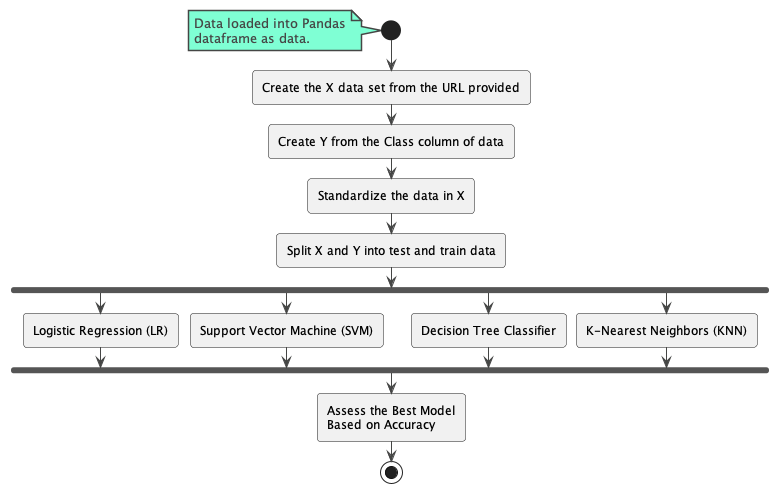 Data loaded into Pandas
dataframe as data.
Create the X data set from the URL provided
Create Y from the Class column of data
Standardize the data in X
Split X and Y into test and train data
Logistic Regression (LR)
Support Vector Machine (SVM)
Decision Tree Classifier
K-Nearest Neighbors (KNN)
Assess the Best Model
Based on Accuracy